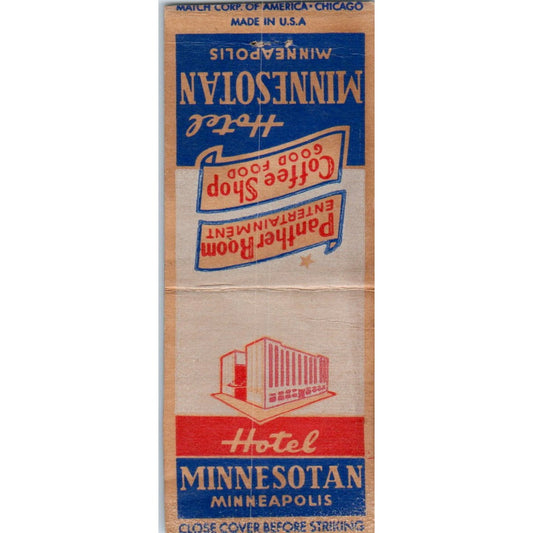 MATCH CORP. OF AMERICA · CHICAGO
MADE IN U.S.A
Panther Room
ENTERTAINMENT
Coffee Shop
GOOD FOOD
Hotel
MINNESOTAN
MINNEAPOLIS
Hotel
MINNESOTAN
MINNEAPOLIS
CLOSE COVER BEFORE STRIKING